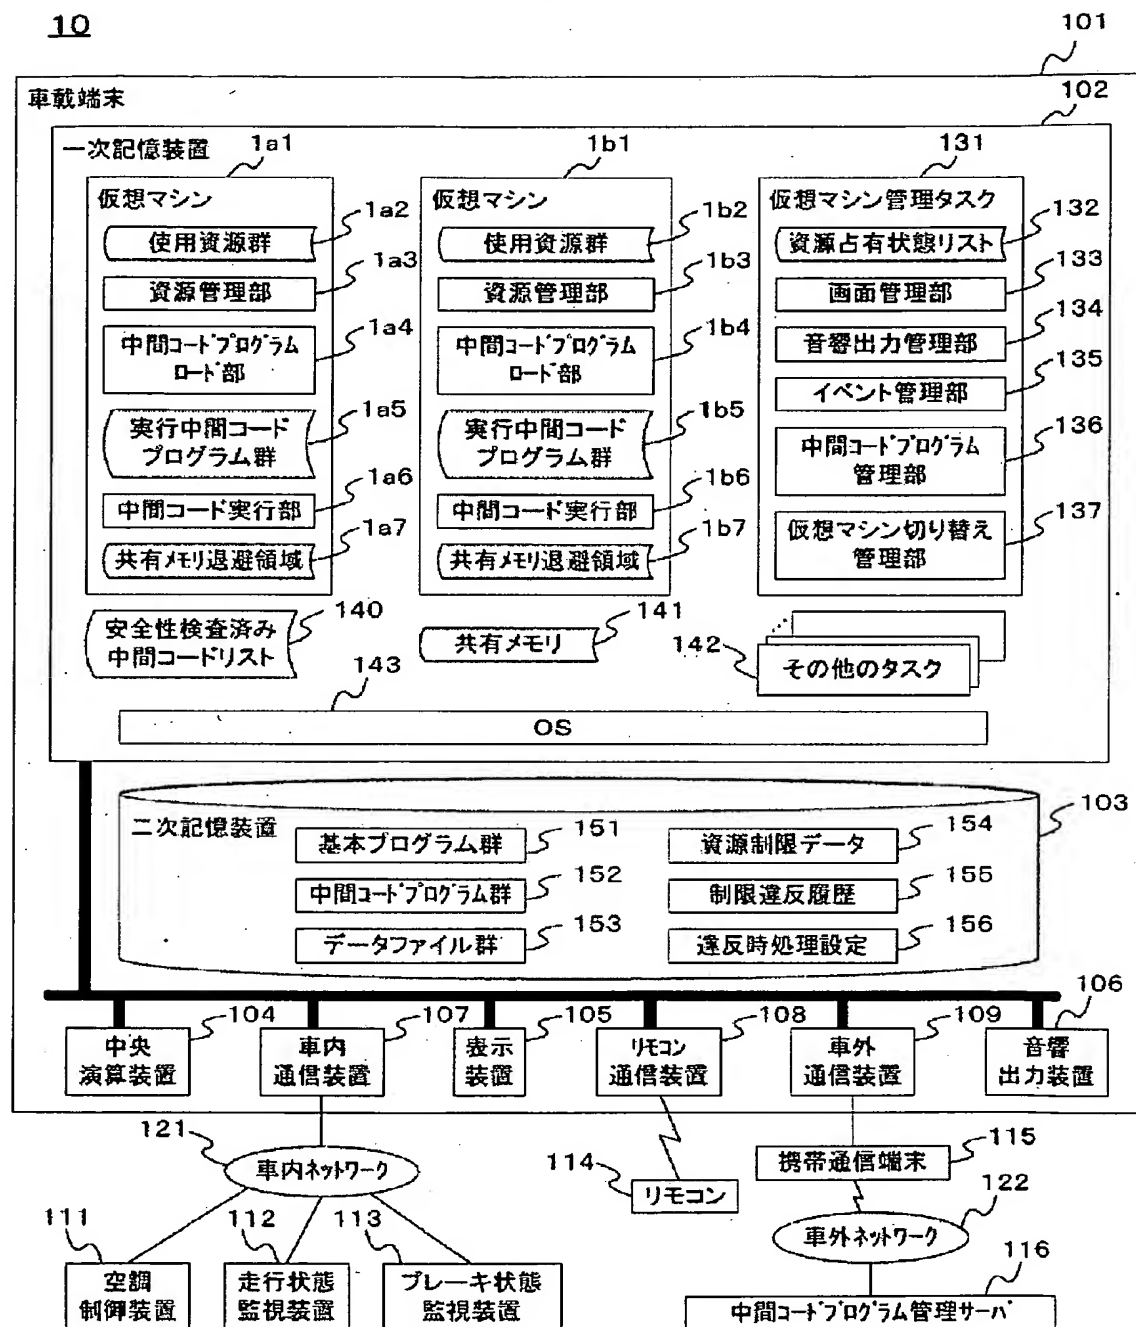 10
101
車載端末
102
一次記憶装置
1a1
1b1
131
仮想マシン
仮想マシン
仮想マシン管理タスク
使用資源群
1a2
使用資源群
1b2
資源占有状態リスト
132
資源管理部
1a3
資源管理部
1b3
画面管理部
133
中間コードプログラム
ロード部
1a4
中間コードプログラム
ロード部
1b4
音響出力管理部
134
イベント管理部
135
実行中間コード
プログラム群
1a5
実行中間コード
プログラム群
1b5
中間コードプログラム
管理部
136
中間コード実行部
1a6
中間コード実行部
1b6
仮想マシン切り替え
管理部
137
共有メモリ退避領域
1a7
共有メモリ退避領域
1b7
安全性検査済み
中間コードリスト
140
共有メモリ
141
142
その他のタスク
143
OS
103
二次記憶装置
基本プログラム群
151
資源制限データ
154
中間コードプログラム群
152
制限違反履歴
155
データファイル群
153
違反時処理設定
156
中央
演算装置
104
車内
通信装置
107
表示
装置
105
リモコン
通信装置
108
車外
通信装置
109
音響
出力装置
106
121
車内ネットワーク
114
リモコン
携帯通信端末
115
車外ネットワーク
122
111
空調
制御装置
112
走行状態
監視装置
113
ブレーキ状態
監視装置
116
中間コードプログラム管理サーバ